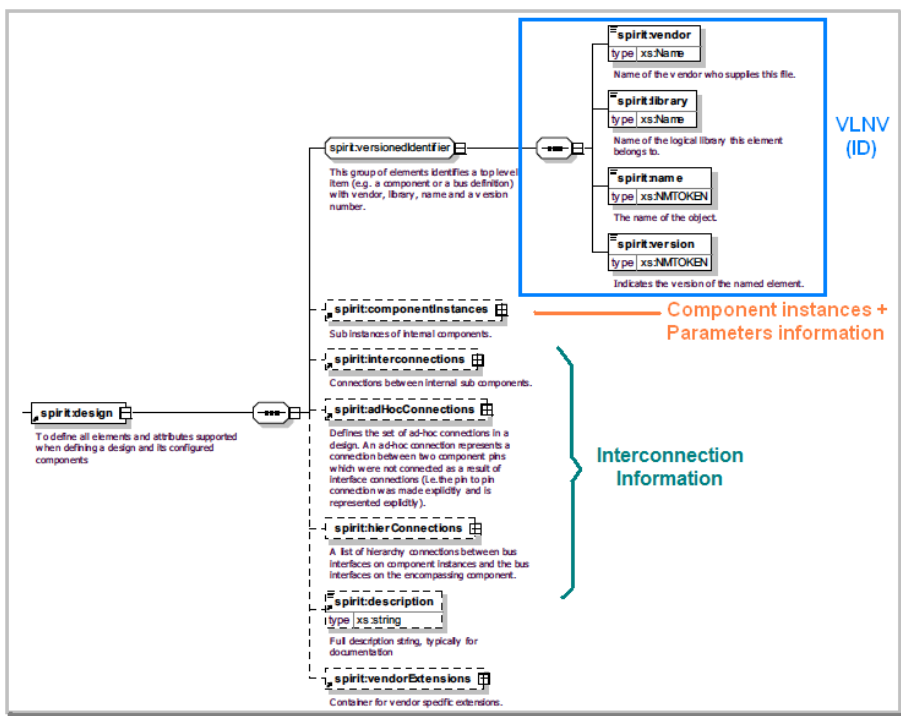 spirit:vendor
type xs:Name
Name of the vendor who supplies this file.
spirit:library
type xs:Name
Name of the logical library this element
belongs to.
VLNV
(ID)
spirit:versionedIdentifier
This group of elements identifies a top level
item (e.g. a component or a bus definition)
with vendor, library, name and a version
number.
spirit:name
type xs:NMTOKEN
The name of the object.
spirit:version
type xs:NMTOKEN
Indicates the version of the named element.
spirit:componentInstances
Sub instances of internal components.
Component instances +
Parameters information
spirit:interconnections
Connections between internal sub components.
spirit:design
To define all elements and attributes supported
when defining a design and its configured
components
spirit:adHocConnections
Defines the set of ad-hoc connections in a
design. An ad-hoc connection represents a
connection between two component pins
which were not connected as a result of
interface connections (i.e.the pin to pin
connection was made explicitly and is
represented explicitly).
Interconnection
Information
spirit:hierConnections
A list of hierarchy connections between bus
interfaces on component instances and the bus
interfaces on the encompassing component.
spirit:description
type xs:string
Full description string, typically for
documentation
spirit:vendorExtensions
Container for vendor specific extensions.